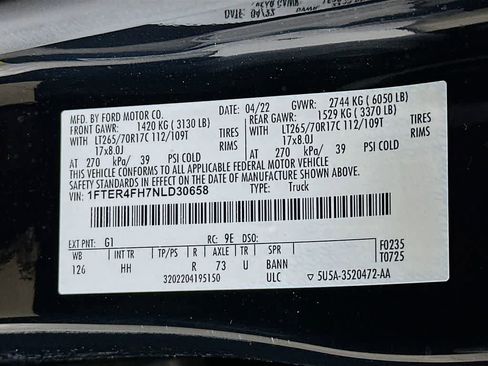 DATE: 04/22
MFD. BY FORD MOTOR CO. DATE: 04/22 GVWR: 2744 KG ( 6050 LB)
FRONT GAWR: 1420 KG ( 3130 LB) REAR GAWR: 1529 KG ( 3370 LB)
WITH LT265/70R17C 112/109T TIRES WITH LT265/70R17C 112/109T TIRES
17x8.0J RIMS 17x8.0J RIMS
AT 270 kPa/ 39 PSI COLD AT 270 kPa/ 39 PSI COLD
THIS VEHICLE CONFORMS TO ALL APPLICABLE FEDERAL MOTOR VEHICLE
SAFETY STANDARDS IN EFFECT ON THE DATE OF MANUFACTURE SHOWN ABOVE.
VIN: 1FTER4FH7NLD30658 TYPE: Truck
EXT PNT: G1 RC: 9E DSO: F0235
WB INT TR TP/PS R AXLE TR SPR T0725
126 HH R 73 U BANN
3202204195150 ULC 5U5A-3520472-AA